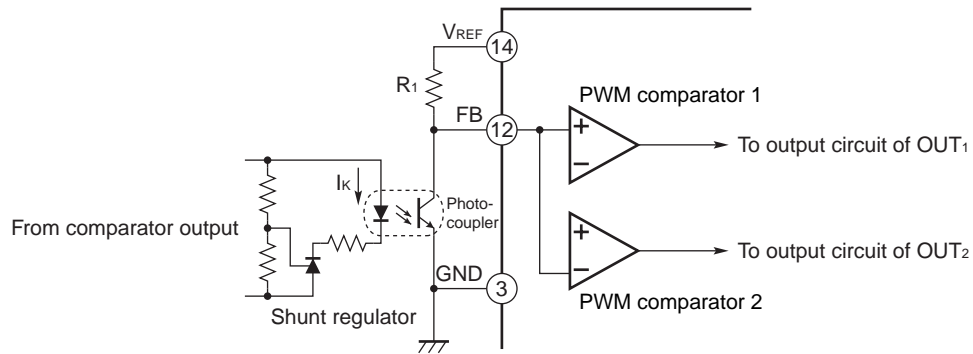 VREF
14
R1
FB
12
PWM comparator 1
+
−
To output circuit of OUT1
IK
Photo-
coupler
From comparator output
+
−
To output circuit of OUT2
GND
3
PWM comparator 2
Shunt regulator